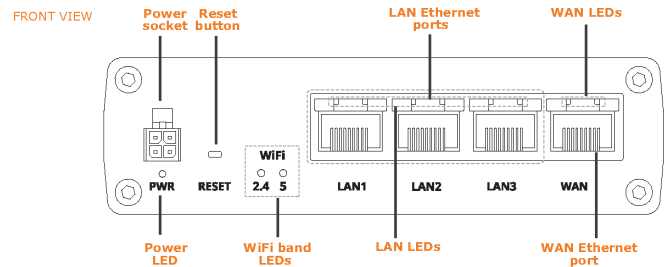 FRONT VIEW
Power
socket
Reset
button
LAN Ethernet
ports
WAN LEDs
WiFi
2.4 5
PWR
RESET
LAN1
LAN2
LAN3
WAN
Power
LED
WiFi band
LEDs
LAN LEDs
WAN Ethernet
port